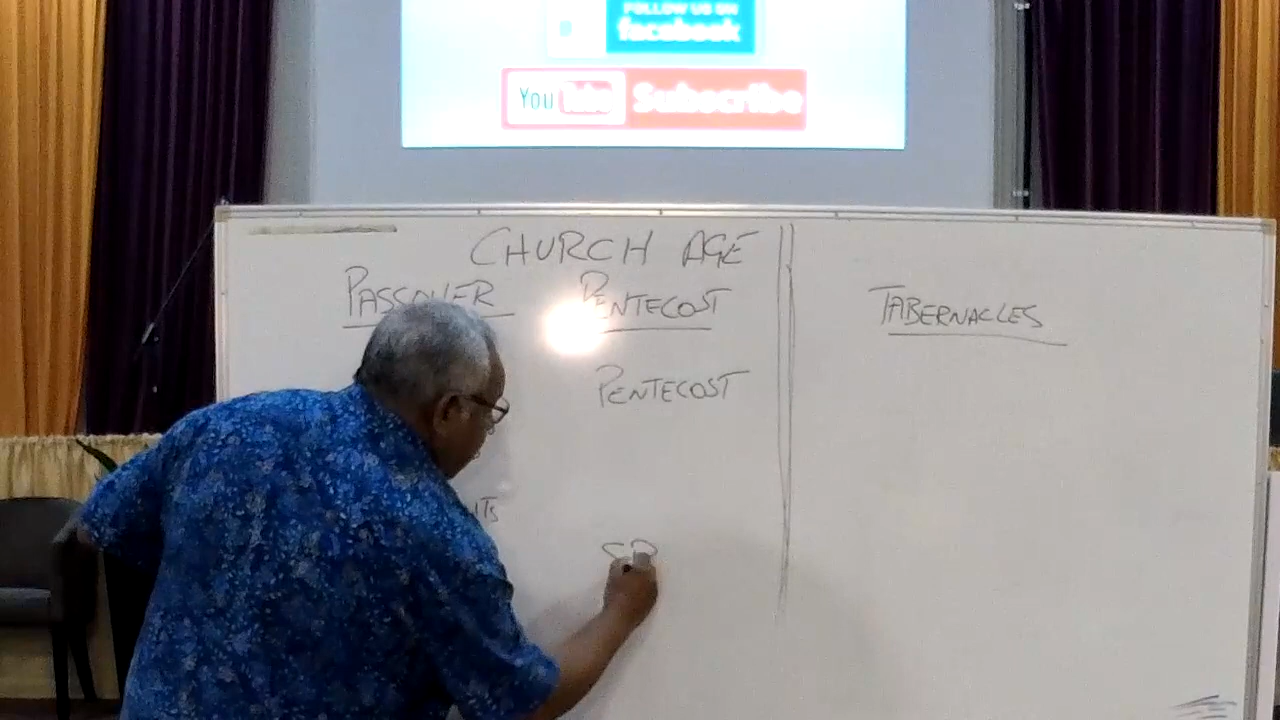 FOLLOW US ON
facebook
YouTube Subscribe
CHURCH AGE
PASSOVER PENTECOST
TABERNACLES
PENTECOST